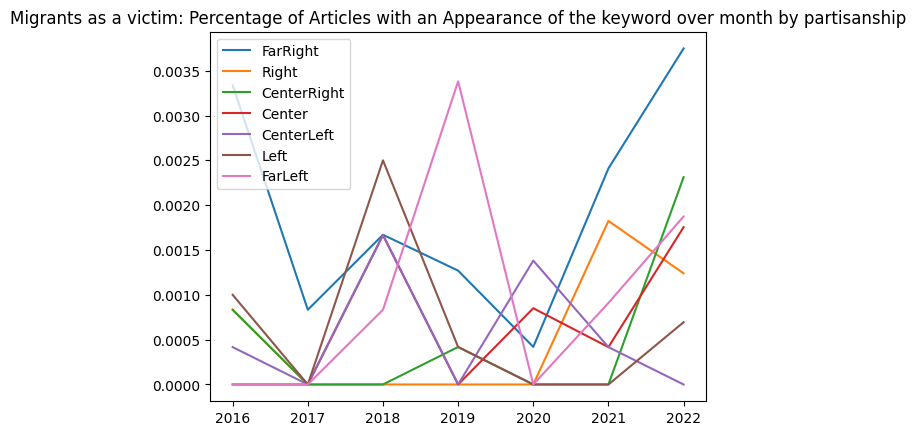 Migrants as a victim: Percentage of Articles with an Appearance of the keyword over month by partisanship
FarRight
Right
CenterRight
Center
CenterLeft
Left
FarLeft
0.0035
0.0030
0.0025
0.0020
0.0015
0.0010
0.0005
0.0000
2016 2017 2018 2019 2020 2021 2022